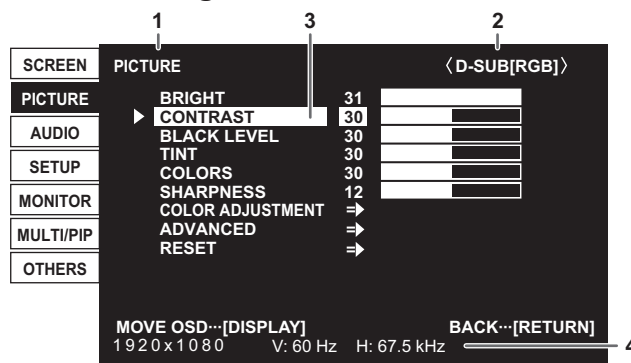 1 3 2
SCREEN PICTURE 〈D-SUB[RGB]〉
PICTURE BRIGHT 31
CONTRAST 30
AUDIO BLACK LEVEL 30
TINT 30
SETUP COLORS 30
MONITOR SHARPNESS 12
COLOR ADJUSTMENT
MULTI/PIP ADVANCED
RESET
OTHERS
MOVE OSD···[DISPLAY] BACK···[RETURN]
1920x1080 V: 60 Hz H: 67.5 kHz 4